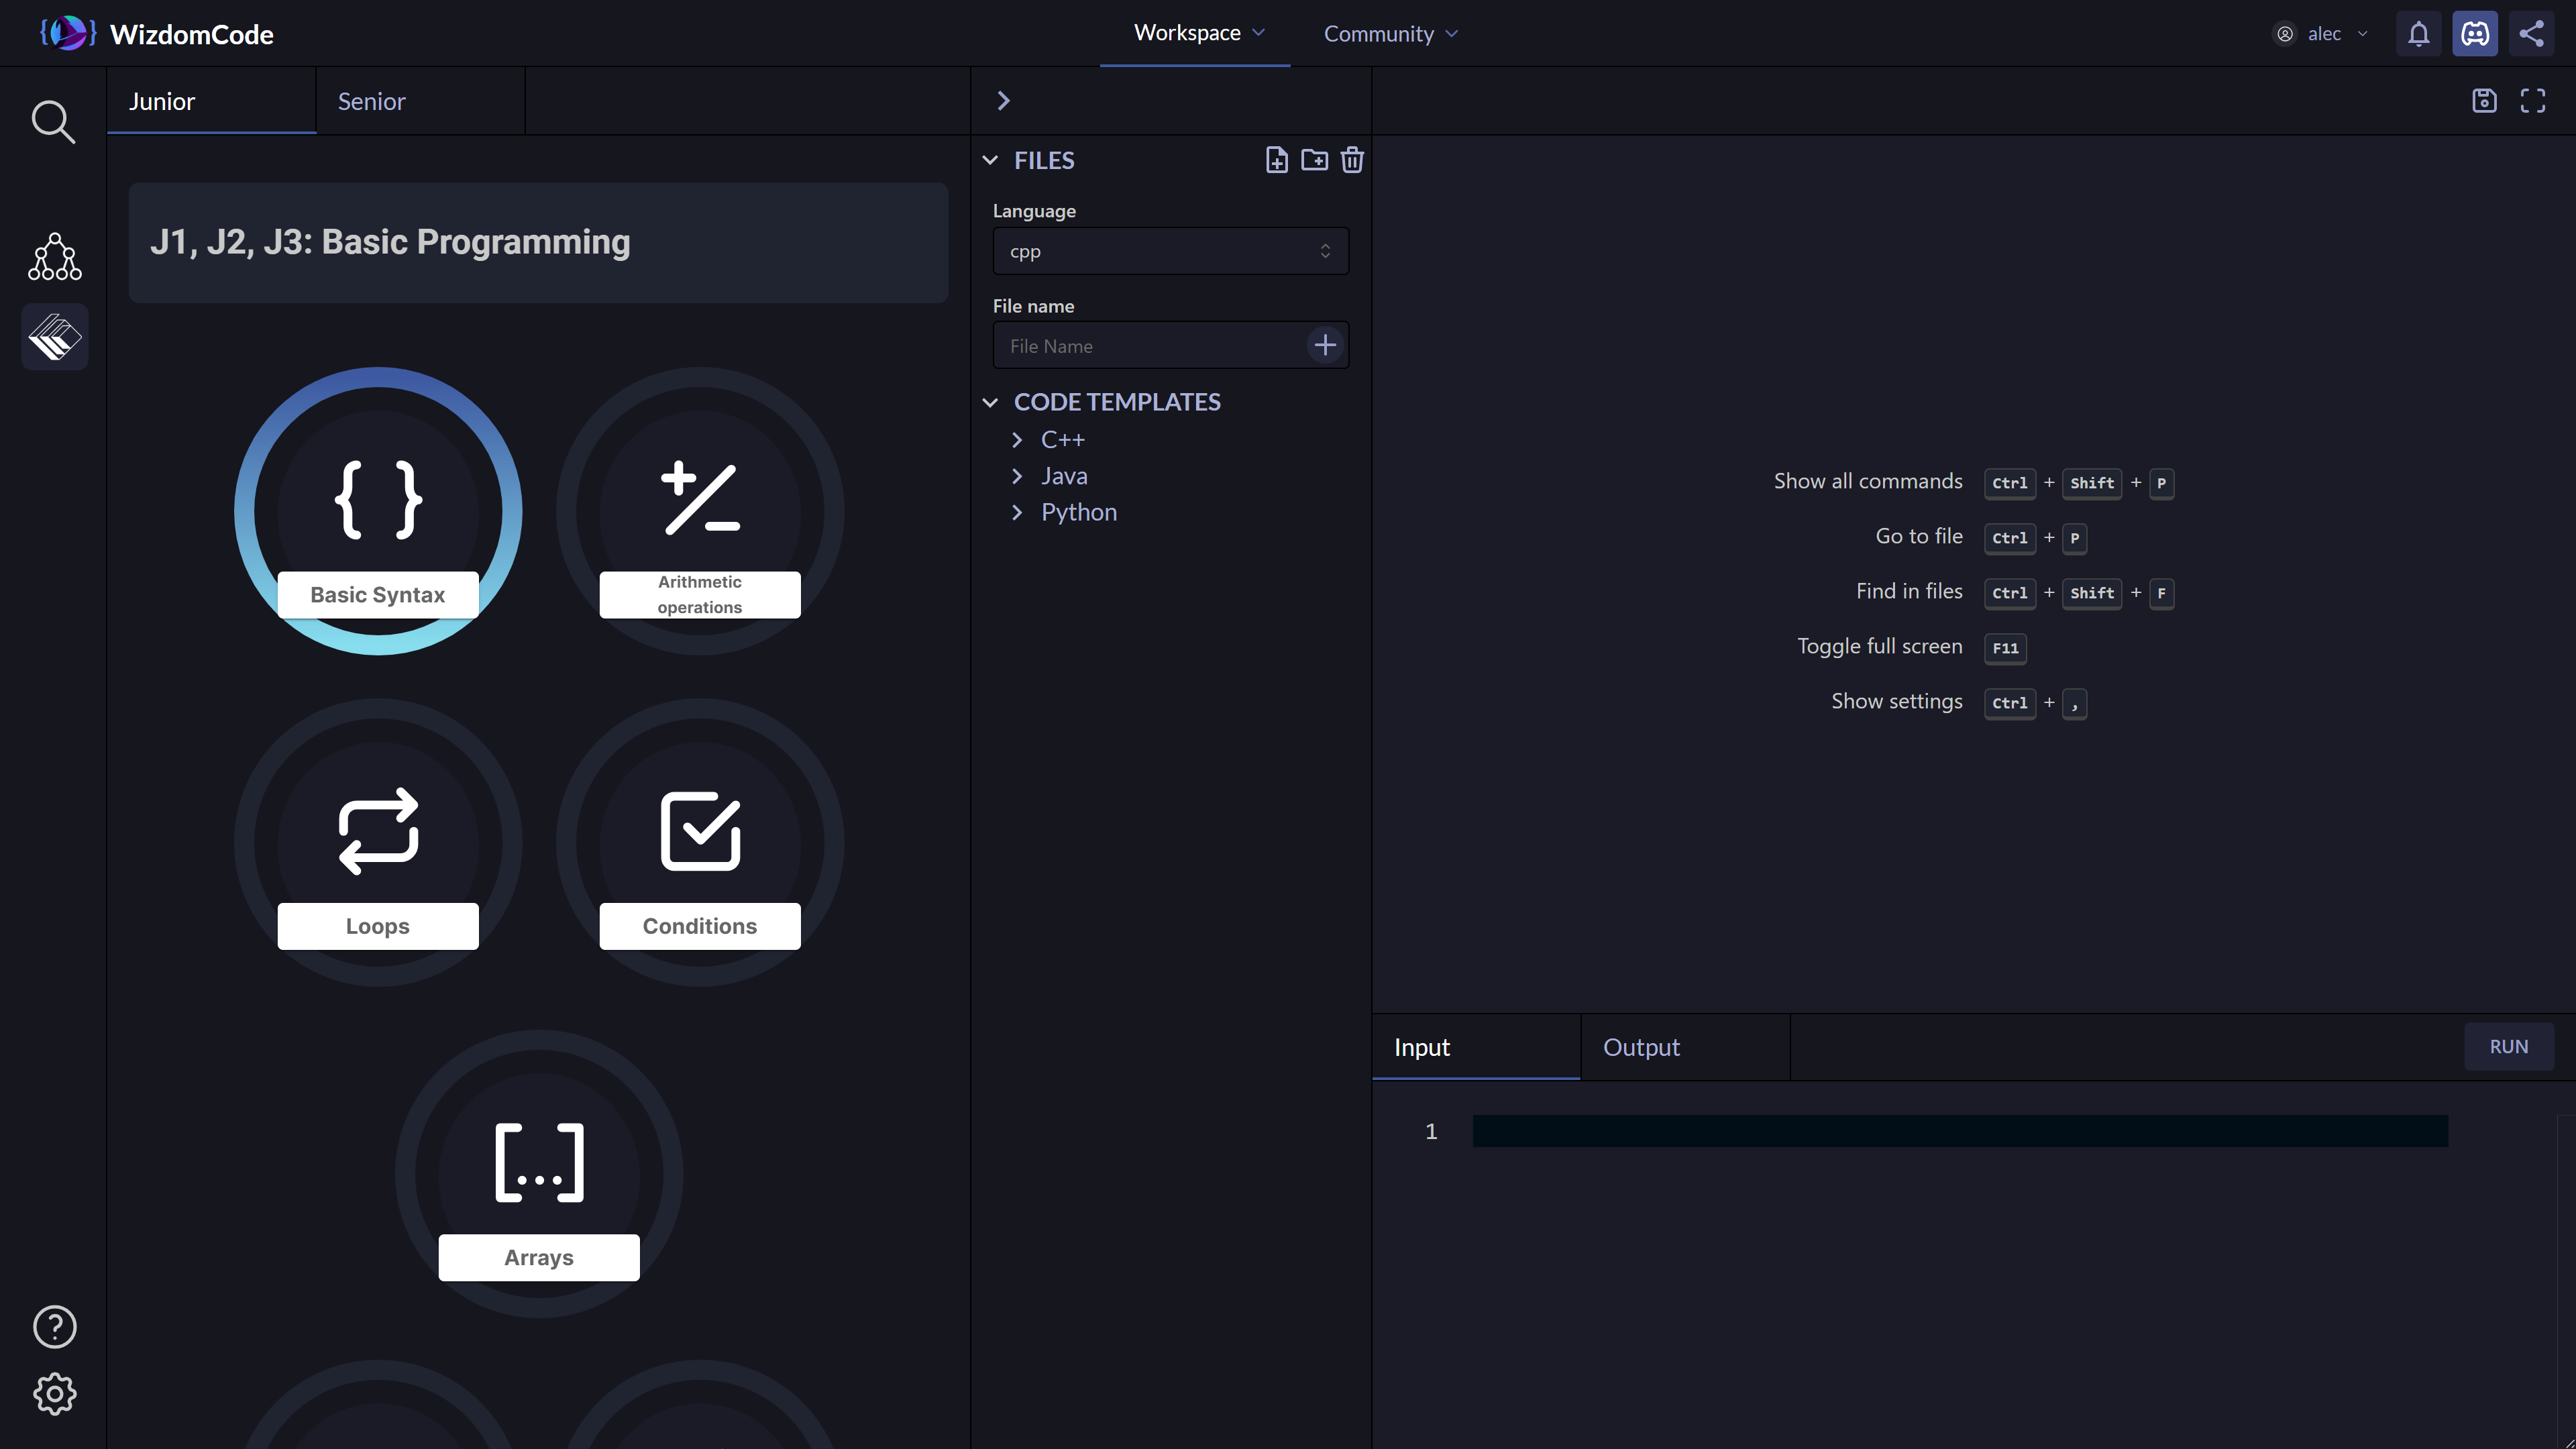 WizdomCode
Workspace
Community
alec
Junior
Senior
J1, J2, J3: Basic Programming
{ }
Basic Syntax
Arithmetic
operations
Loops
Conditions
[...]
Arrays
FILES
Language
cpp
File name
File Name
CODE TEMPLATES
C++
Java
Python
Show all commands Ctrl + Shift + P
Go to file Ctrl + P
Find in files Ctrl + Shift + F
Toggle full screen F11
Show settings Ctrl + ,
Input
Output
RUN
1